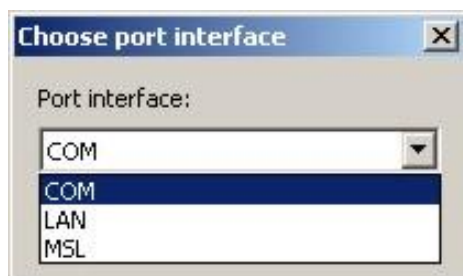 Choose port interface
Port interface:
COM
COM
LAN
MSL